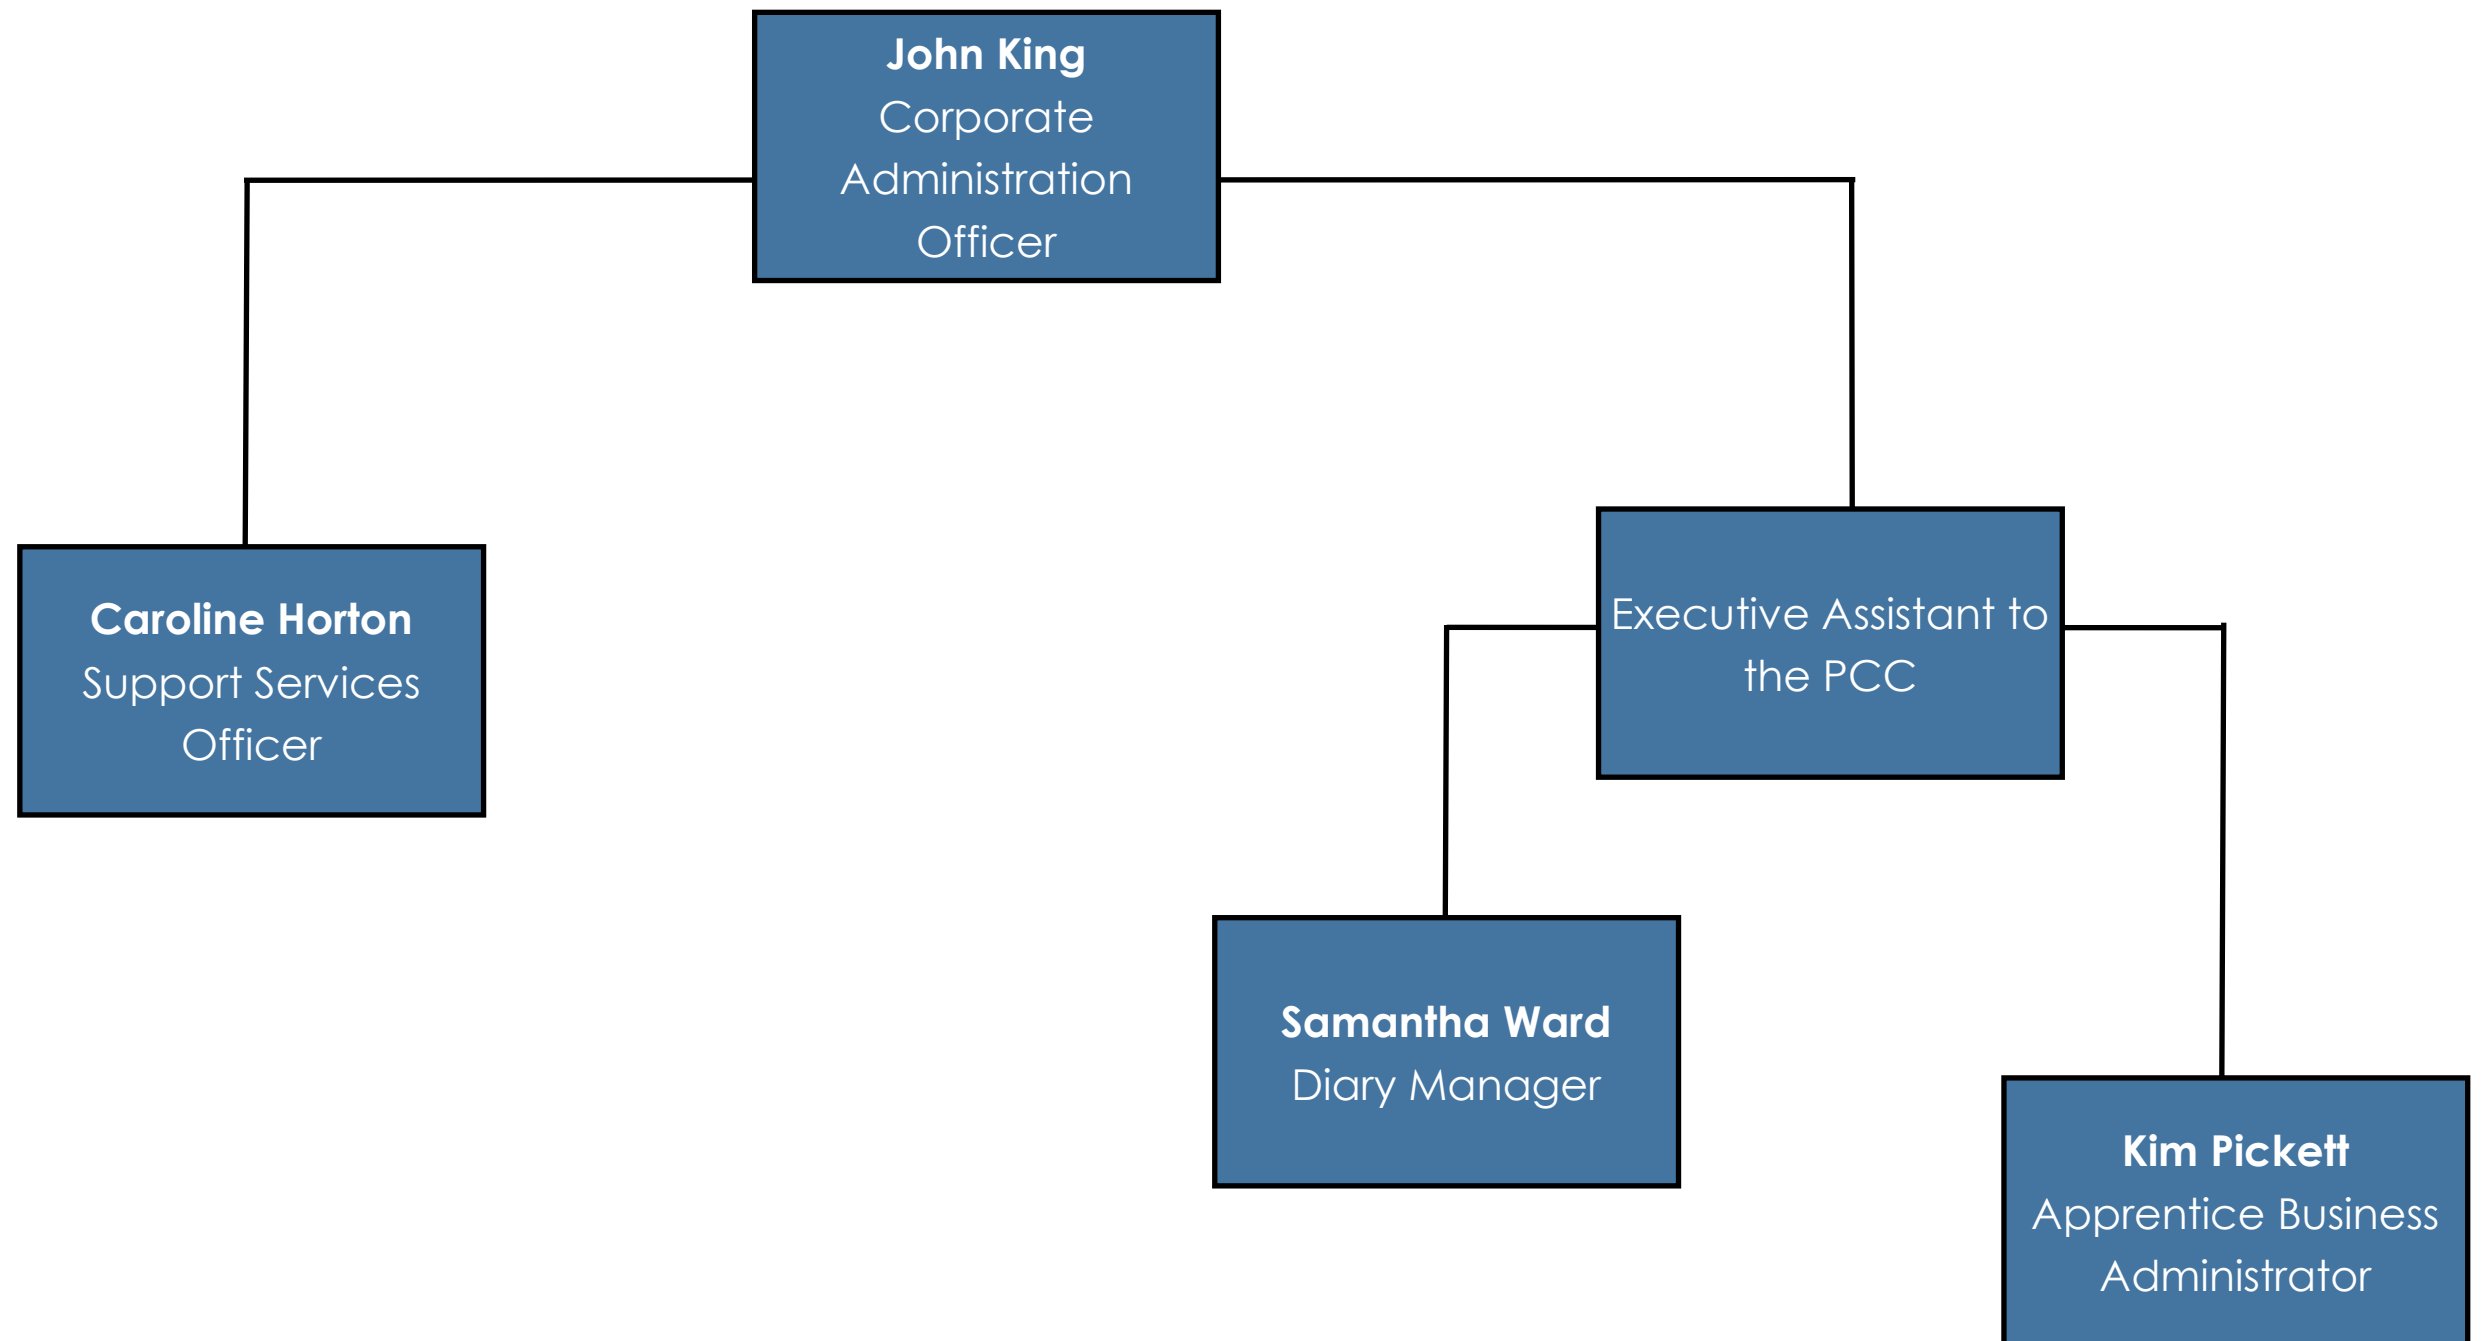 John King
Corporate
Administration
Officer
Caroline Horton
Support Services
Officer
Executive Assistant to
the PCC
Samantha Ward
Diary Manager
Kim Pickett
Apprentice Business
Administrator